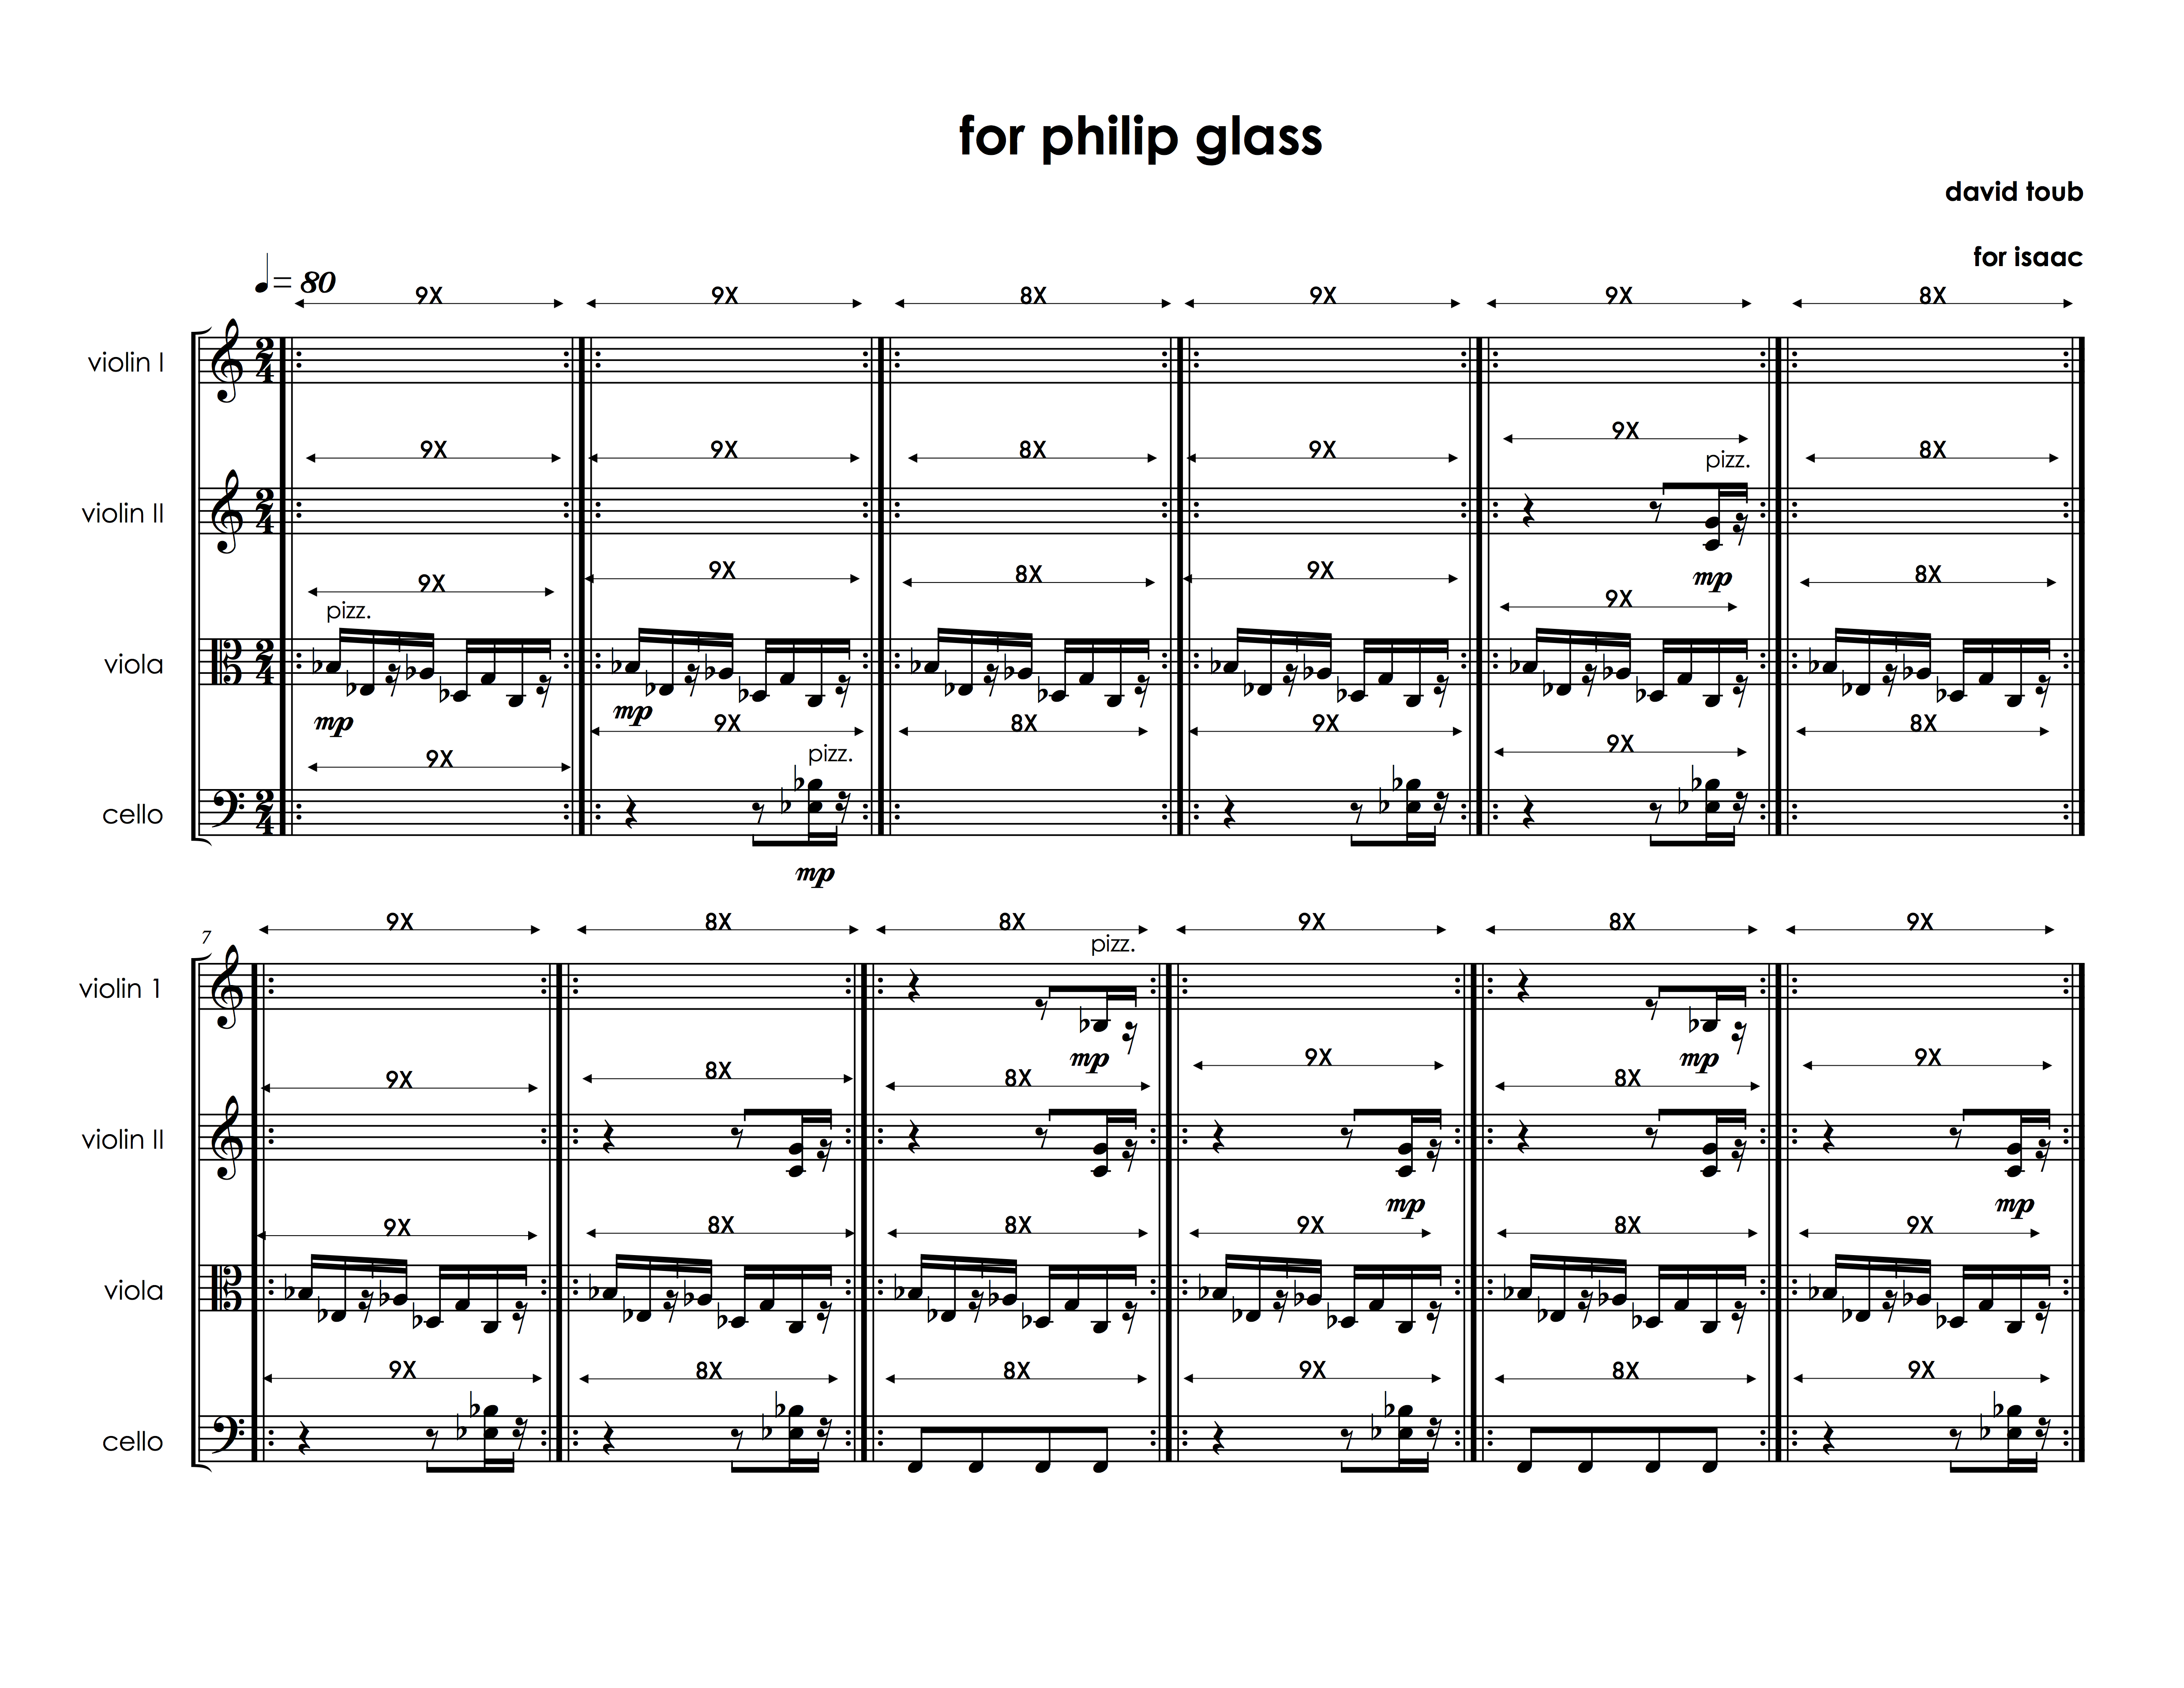 for philip glass
david toub
for isaac
= 80
9X 9X 8X 9X 9X 8X
violin I
9X 9X 8X 9X 9X 8X
pizz.
violin II
mp
9X 9X 8X 9X 9X 8X
pizz.
viola
mp mp
9X 9X 8X 9X 9X 8X
pizz.
cello
mp
7
9X 8X 8X 9X 8X 9X
pizz.
violin 1
mp mp
9X 8X 8X 9X 8X 9X
violin II
mp mp
9X 8X 8X 9X 8X 9X
viola
9X 8X 8X 9X 8X 9X
cello